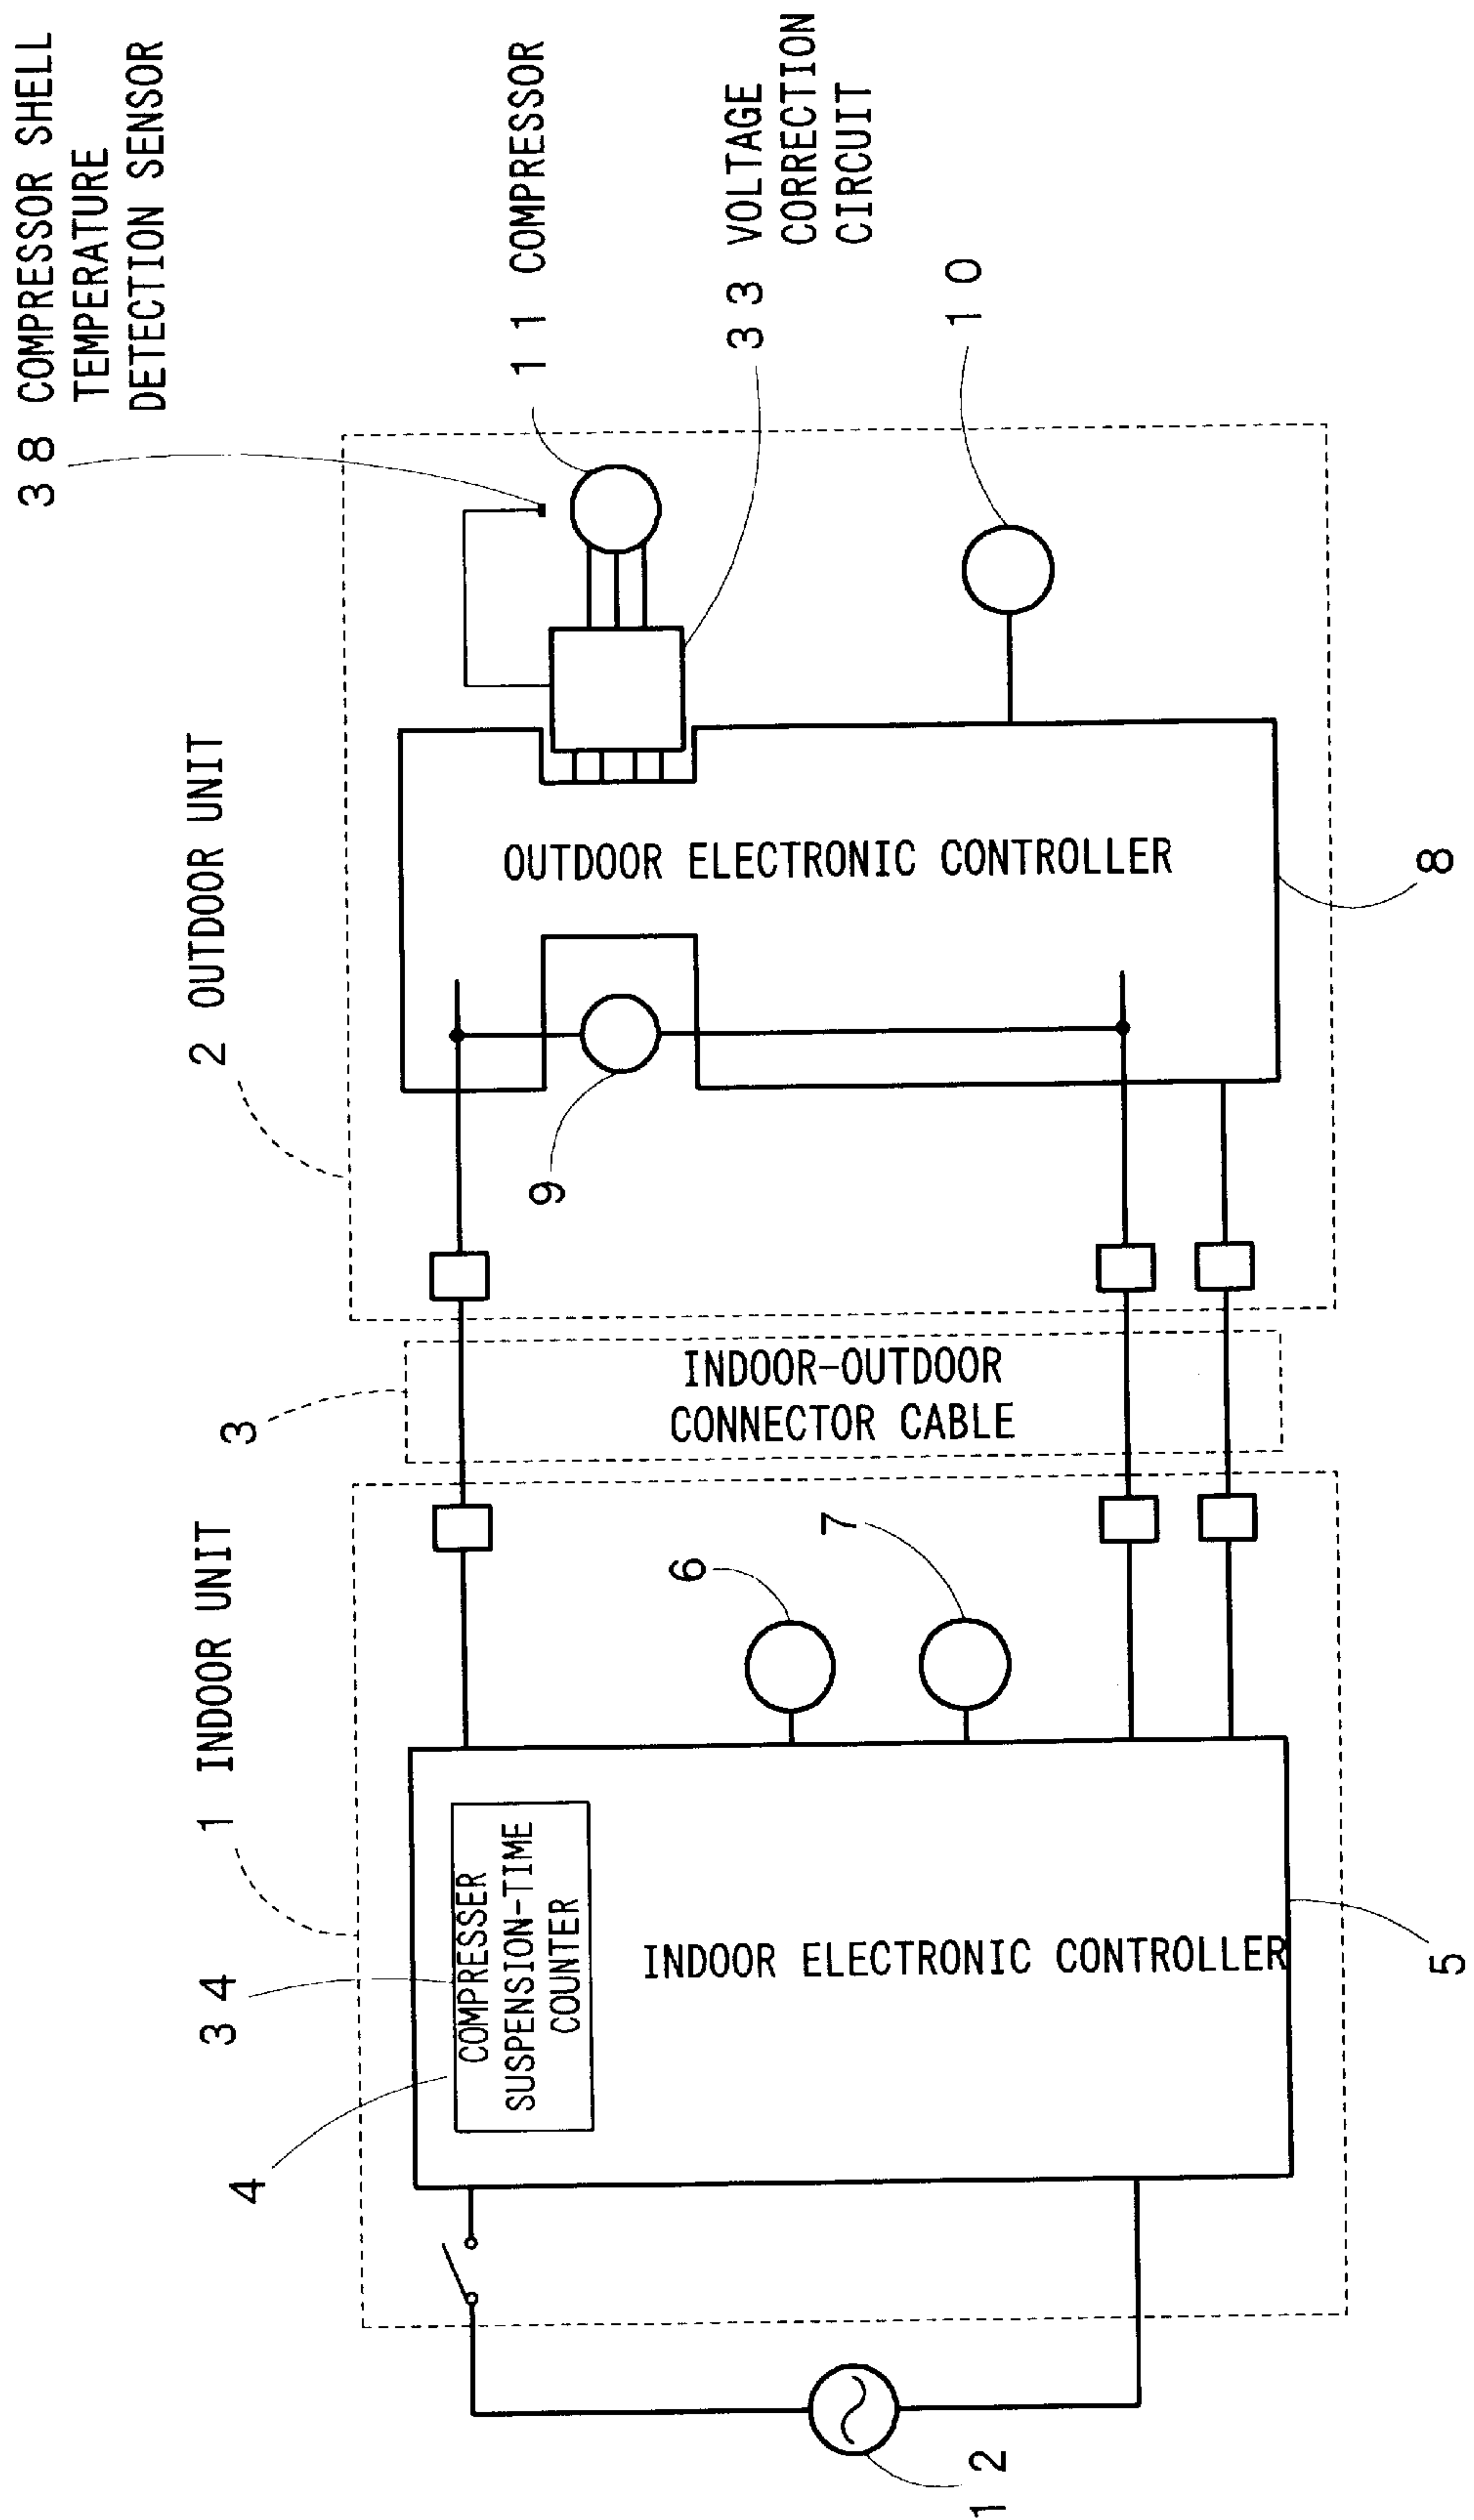 38 COMPRESSOR SHELL
TEMPERATURE
DETECTION SENSOR
11 COMPRESSOR
33 VOLTAGE
CORRECTION
CIRCUIT
10
2 OUTDOOR UNIT
OUTDOOR ELECTRONIC CONTROLLER
8
9
3
INDOOR-OUTDOOR
CONNECTOR CABLE
1 INDOOR UNIT
6
7
34
4
COMPRESSER
SUSPENSION-TIME
COUNTER
INDOOR ELECTRONIC CONTROLLER
5
12